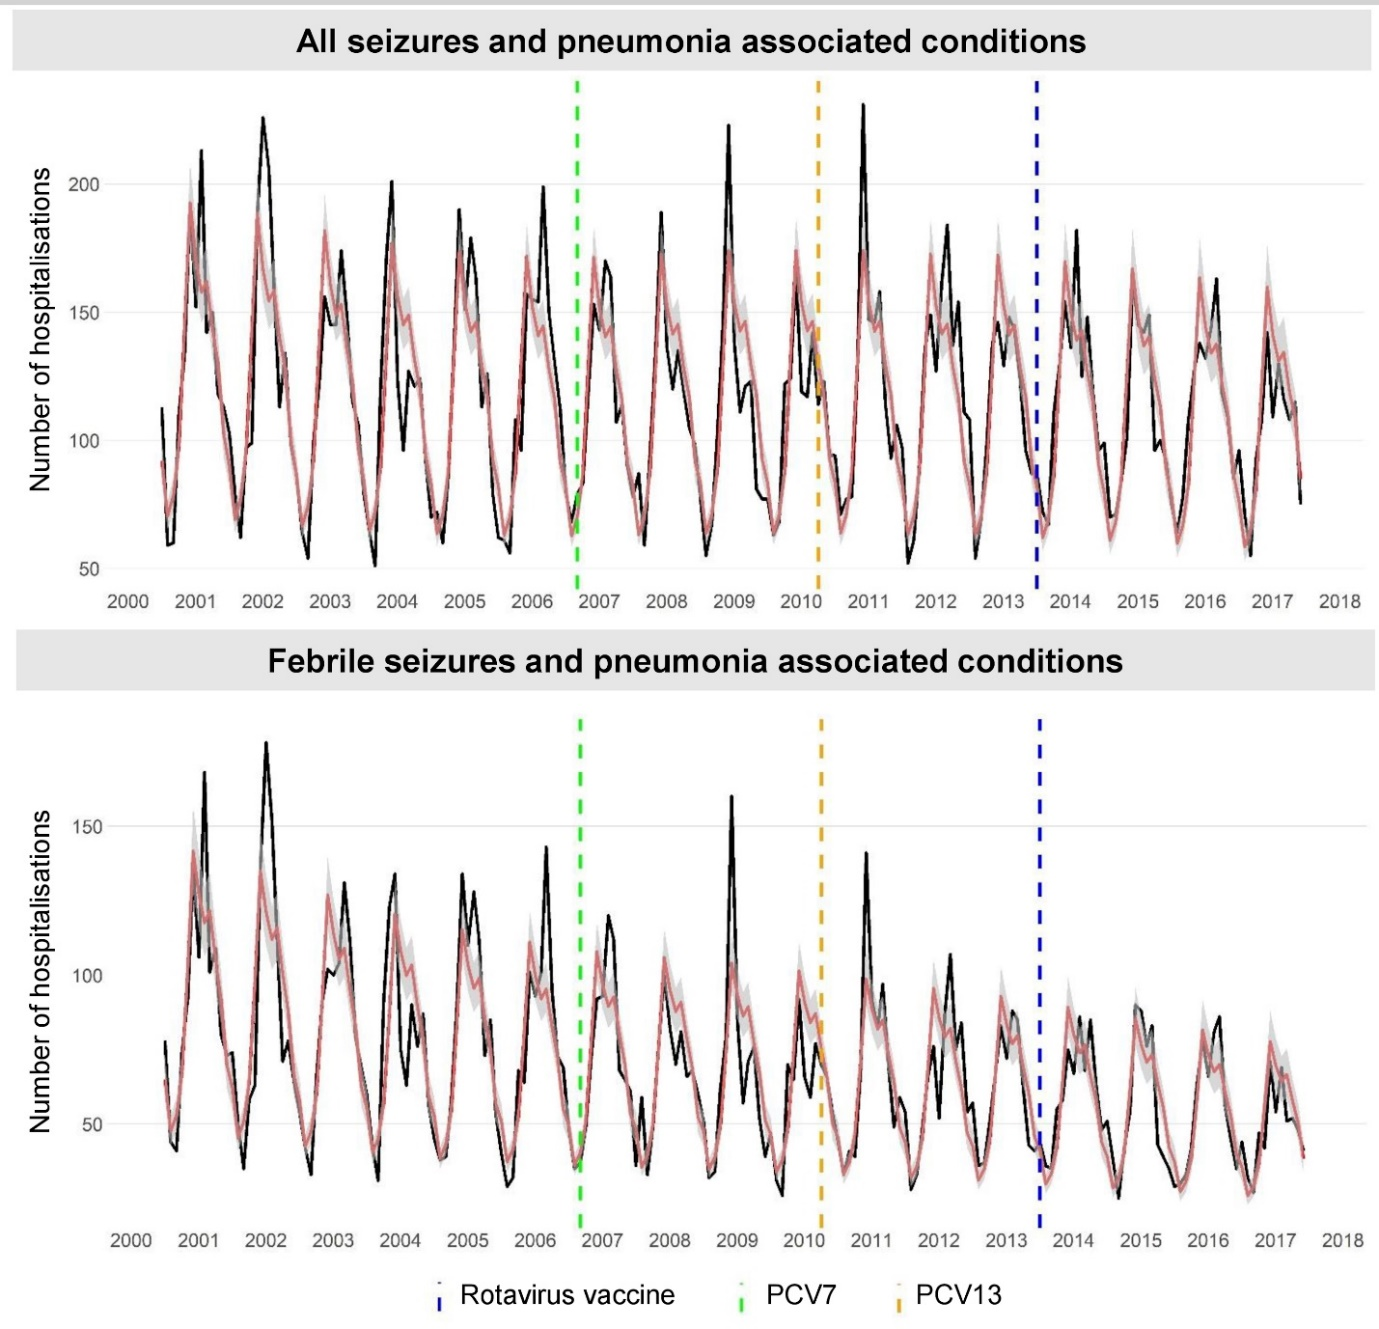 All seizures and pneumonia associated conditions
Number of hospitalisations
200
150
100
50
2000 2001 2002 2003 2004 2005 2006 2007 2008 2009 2010 2011 2012 2013 2014 2015 2016 2017 2018
Febrile seizures and pneumonia associated conditions
Number of hospitalisations
150
100
50
2000 2001 2002 2003 2004 2005 2006 2007 2008 2009 2010 2011 2012 2013 2014 2015 2016 2017 2018
Rotavirus vaccine PCV7 PCV13